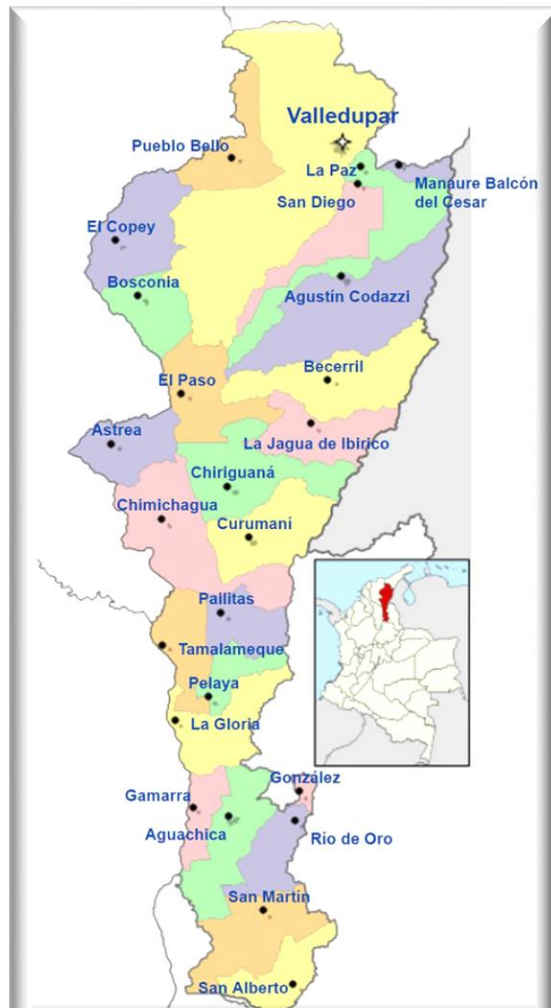 Valledupar
Pueblo Bello
La Paz
Manaure Balcón
del Cesar
San Diego
El Copey
Bosconia
Agustín Codazzi
Becerril
El Paso
Astrea
La Jagua de Ibirico
Chiriguaná
Chimichagua
Curumaní
Pailitas
Tamalameque
Pelaya
La Gloria
González
Gamarra
Aguachica
Río de Oro
San Martín
San Alberto